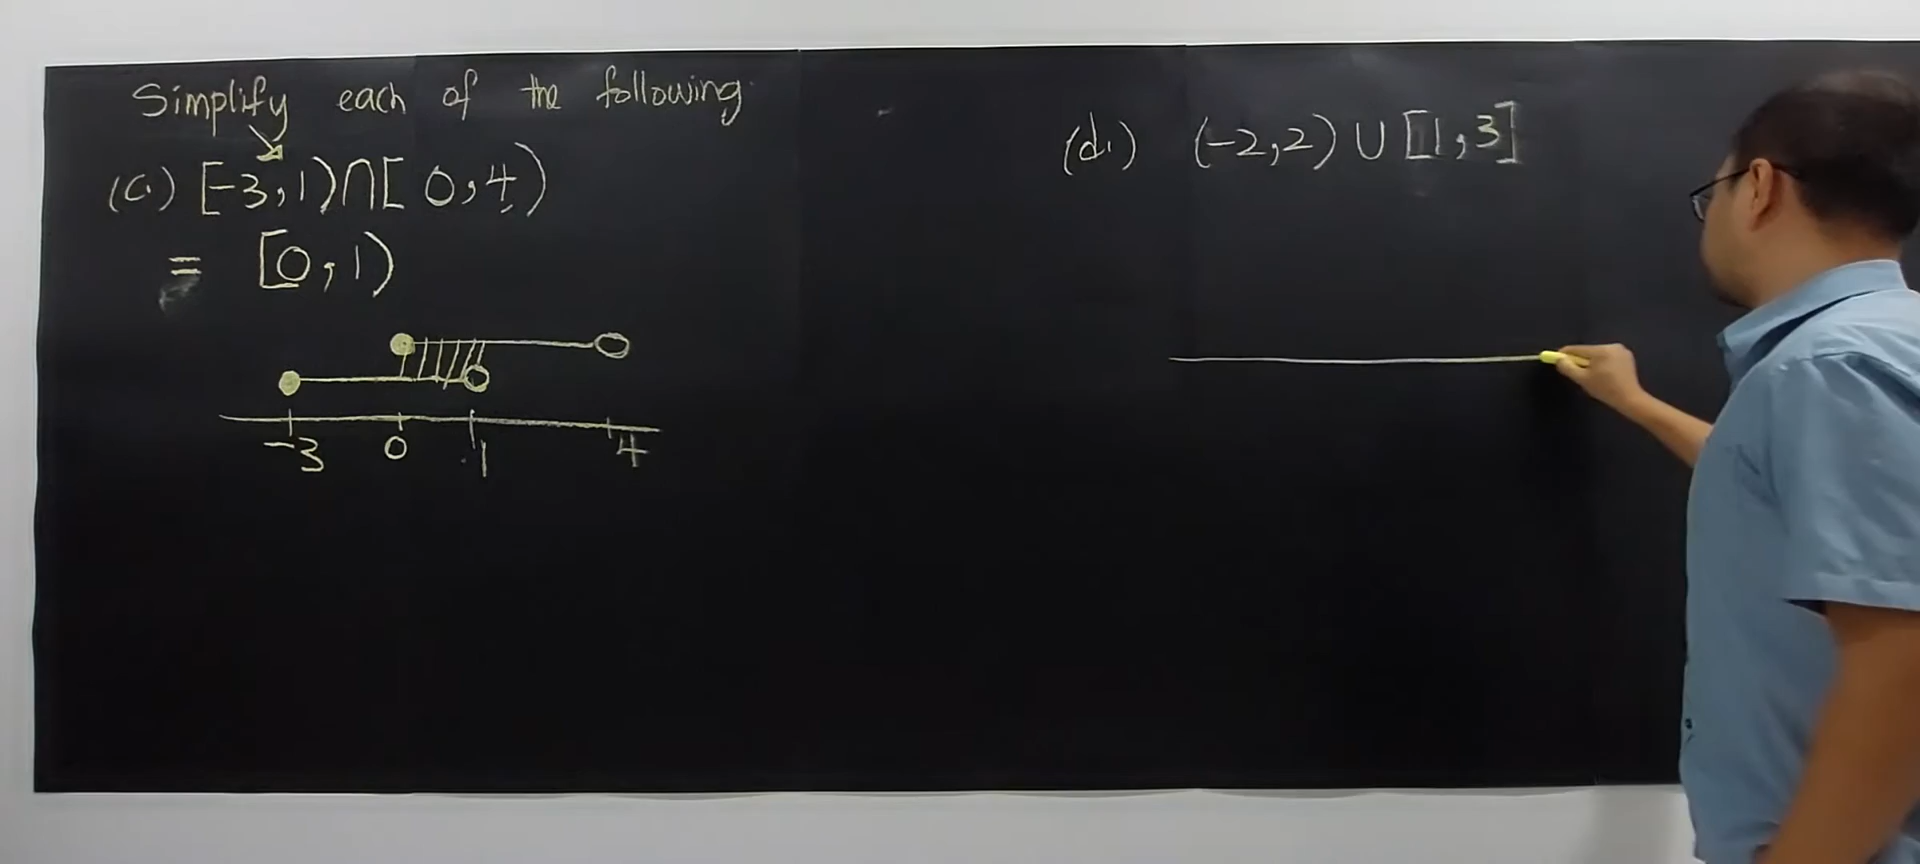 Simplify each of the following
(c.) [-3,1)∩[0,4)
= [0,1)
-3 0 1 4
(d.) (-2,2) ∪ [1,3]